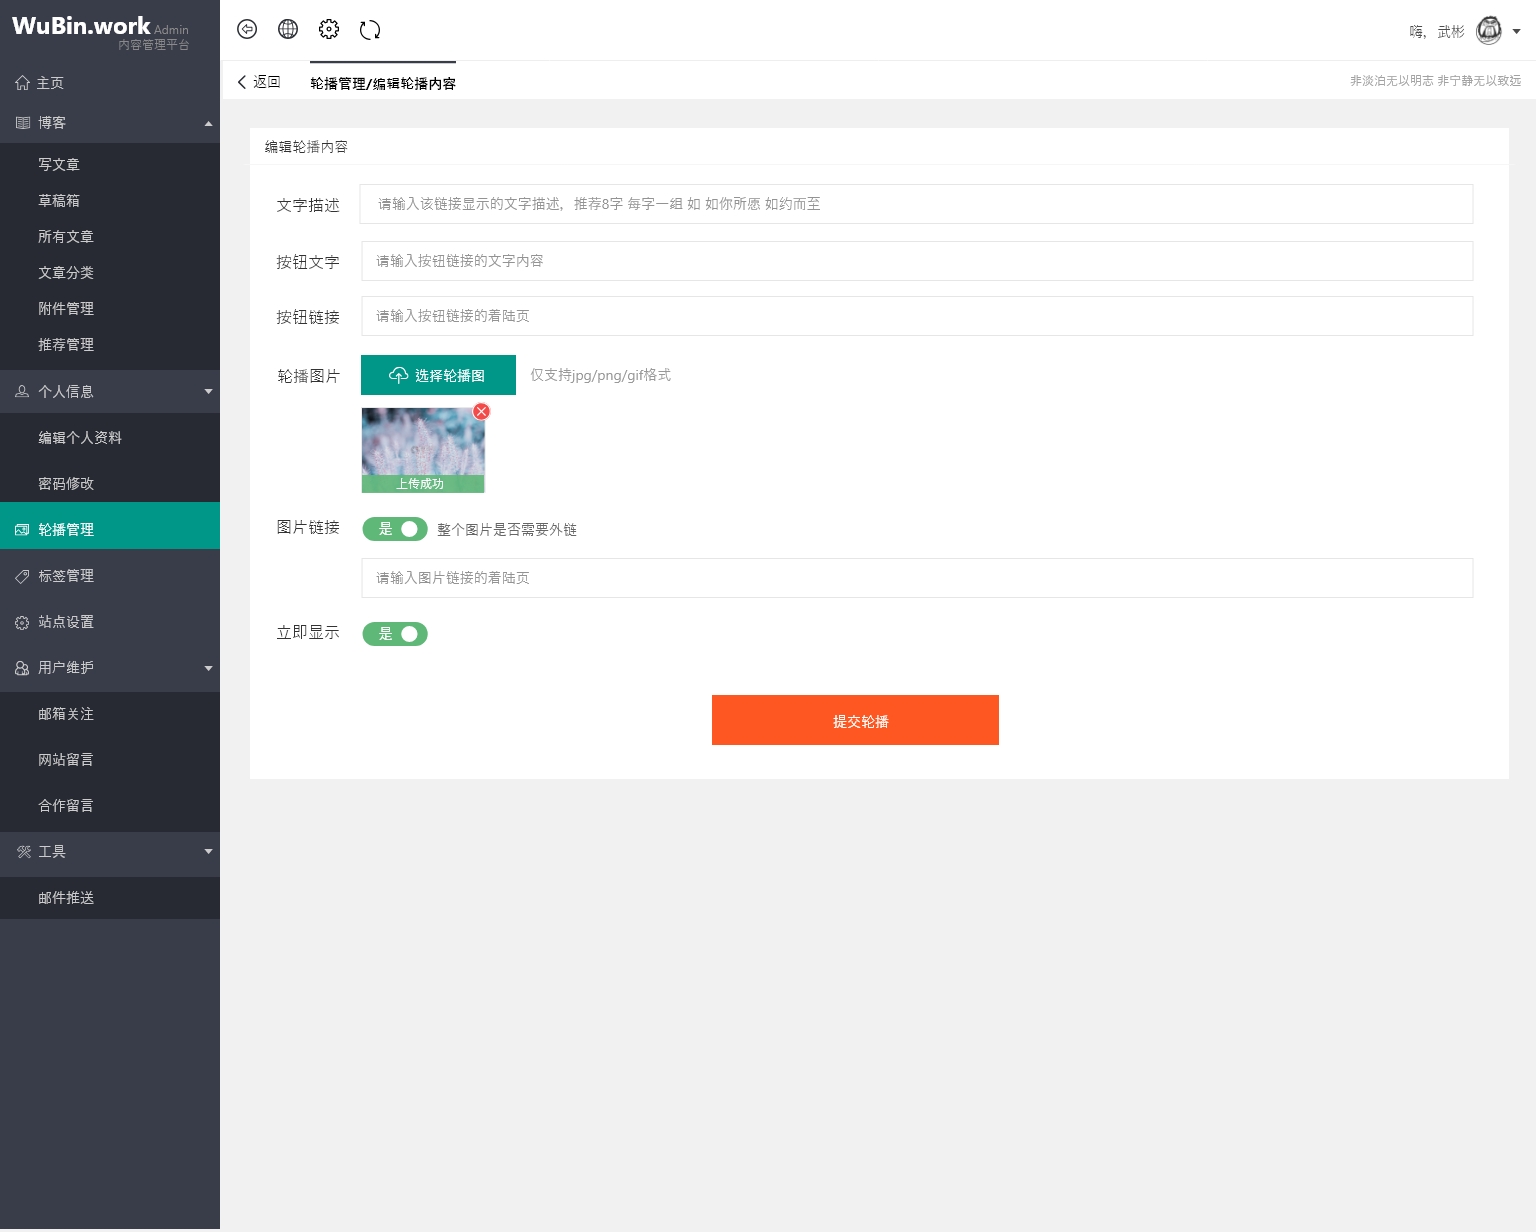 WuBin.work Admin
内容管理平台
主页
博客
写文章
草稿箱
所有文章
文章分类
附件管理
推荐管理
个人信息
编辑个人资料
密码修改
轮播管理
标签管理
站点设置
用户维护
邮箱关注
网站留言
合作留言
工具
邮件推送
嗨，武彬
返回
轮播管理/编辑轮播内容
非淡泊无以明志 非宁静无以致远
编辑轮播内容
文字描述
请输入该链接显示的文字描述，推荐8字 每字一组 如 如你所愿 如约而至
按钮文字
请输入按钮链接的文字内容
按钮链接
请输入按钮链接的着陆页
轮播图片
选择轮播图
仅支持jpg/png/gif格式
上传成功
图片链接
是
整个图片是否需要外链
请输入图片链接的着陆页
立即显示
是
提交轮播